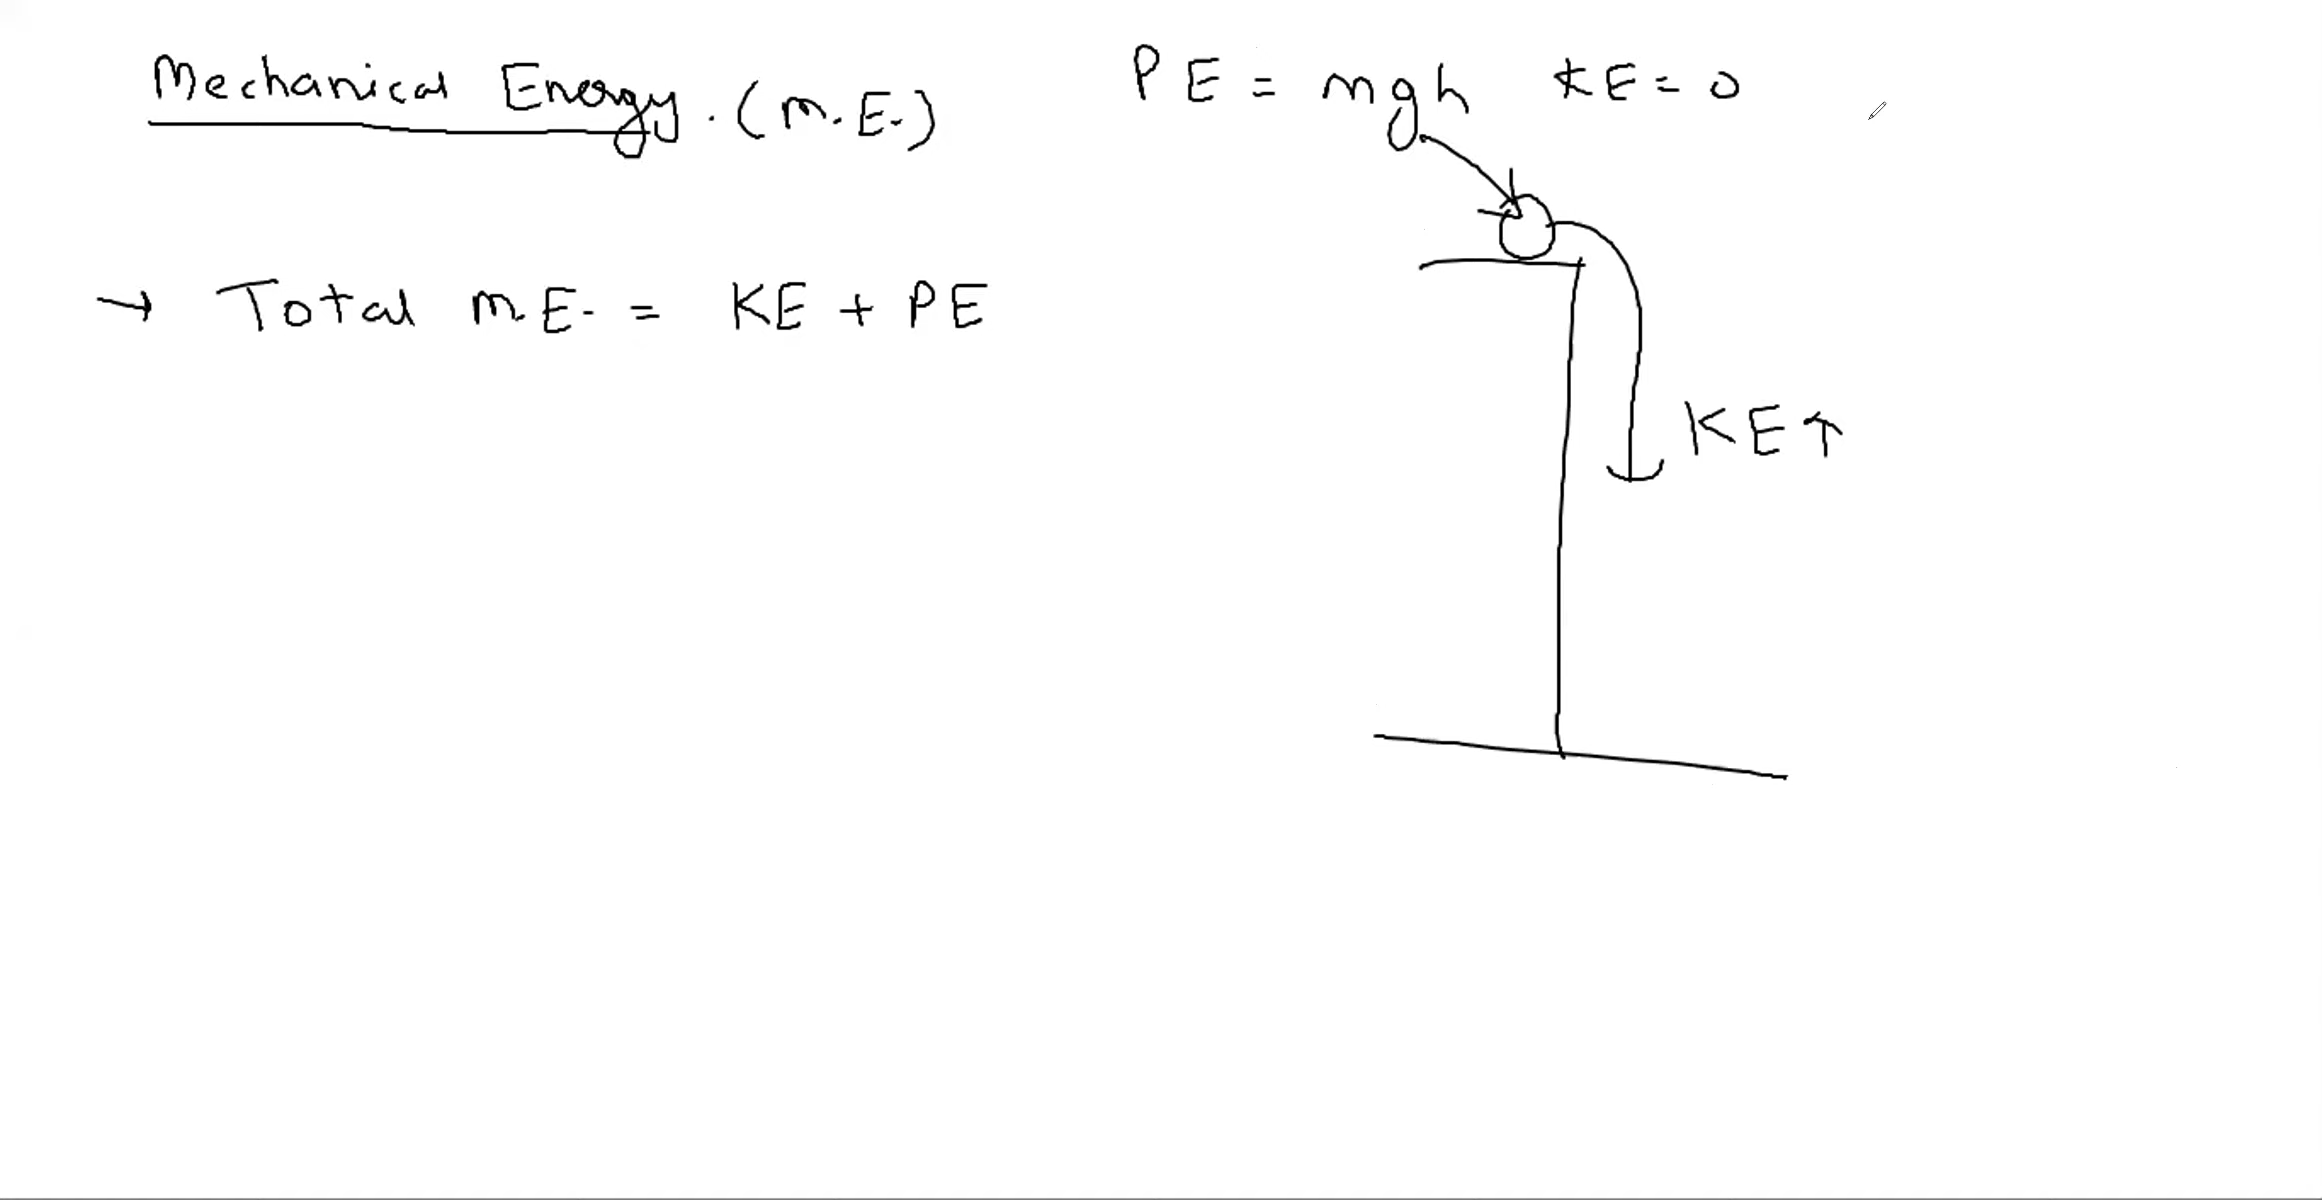 Mechanical Energy. (M.E.)
PE = mgh KE = 0
→ Total M.E. = KE + PE
KE↑